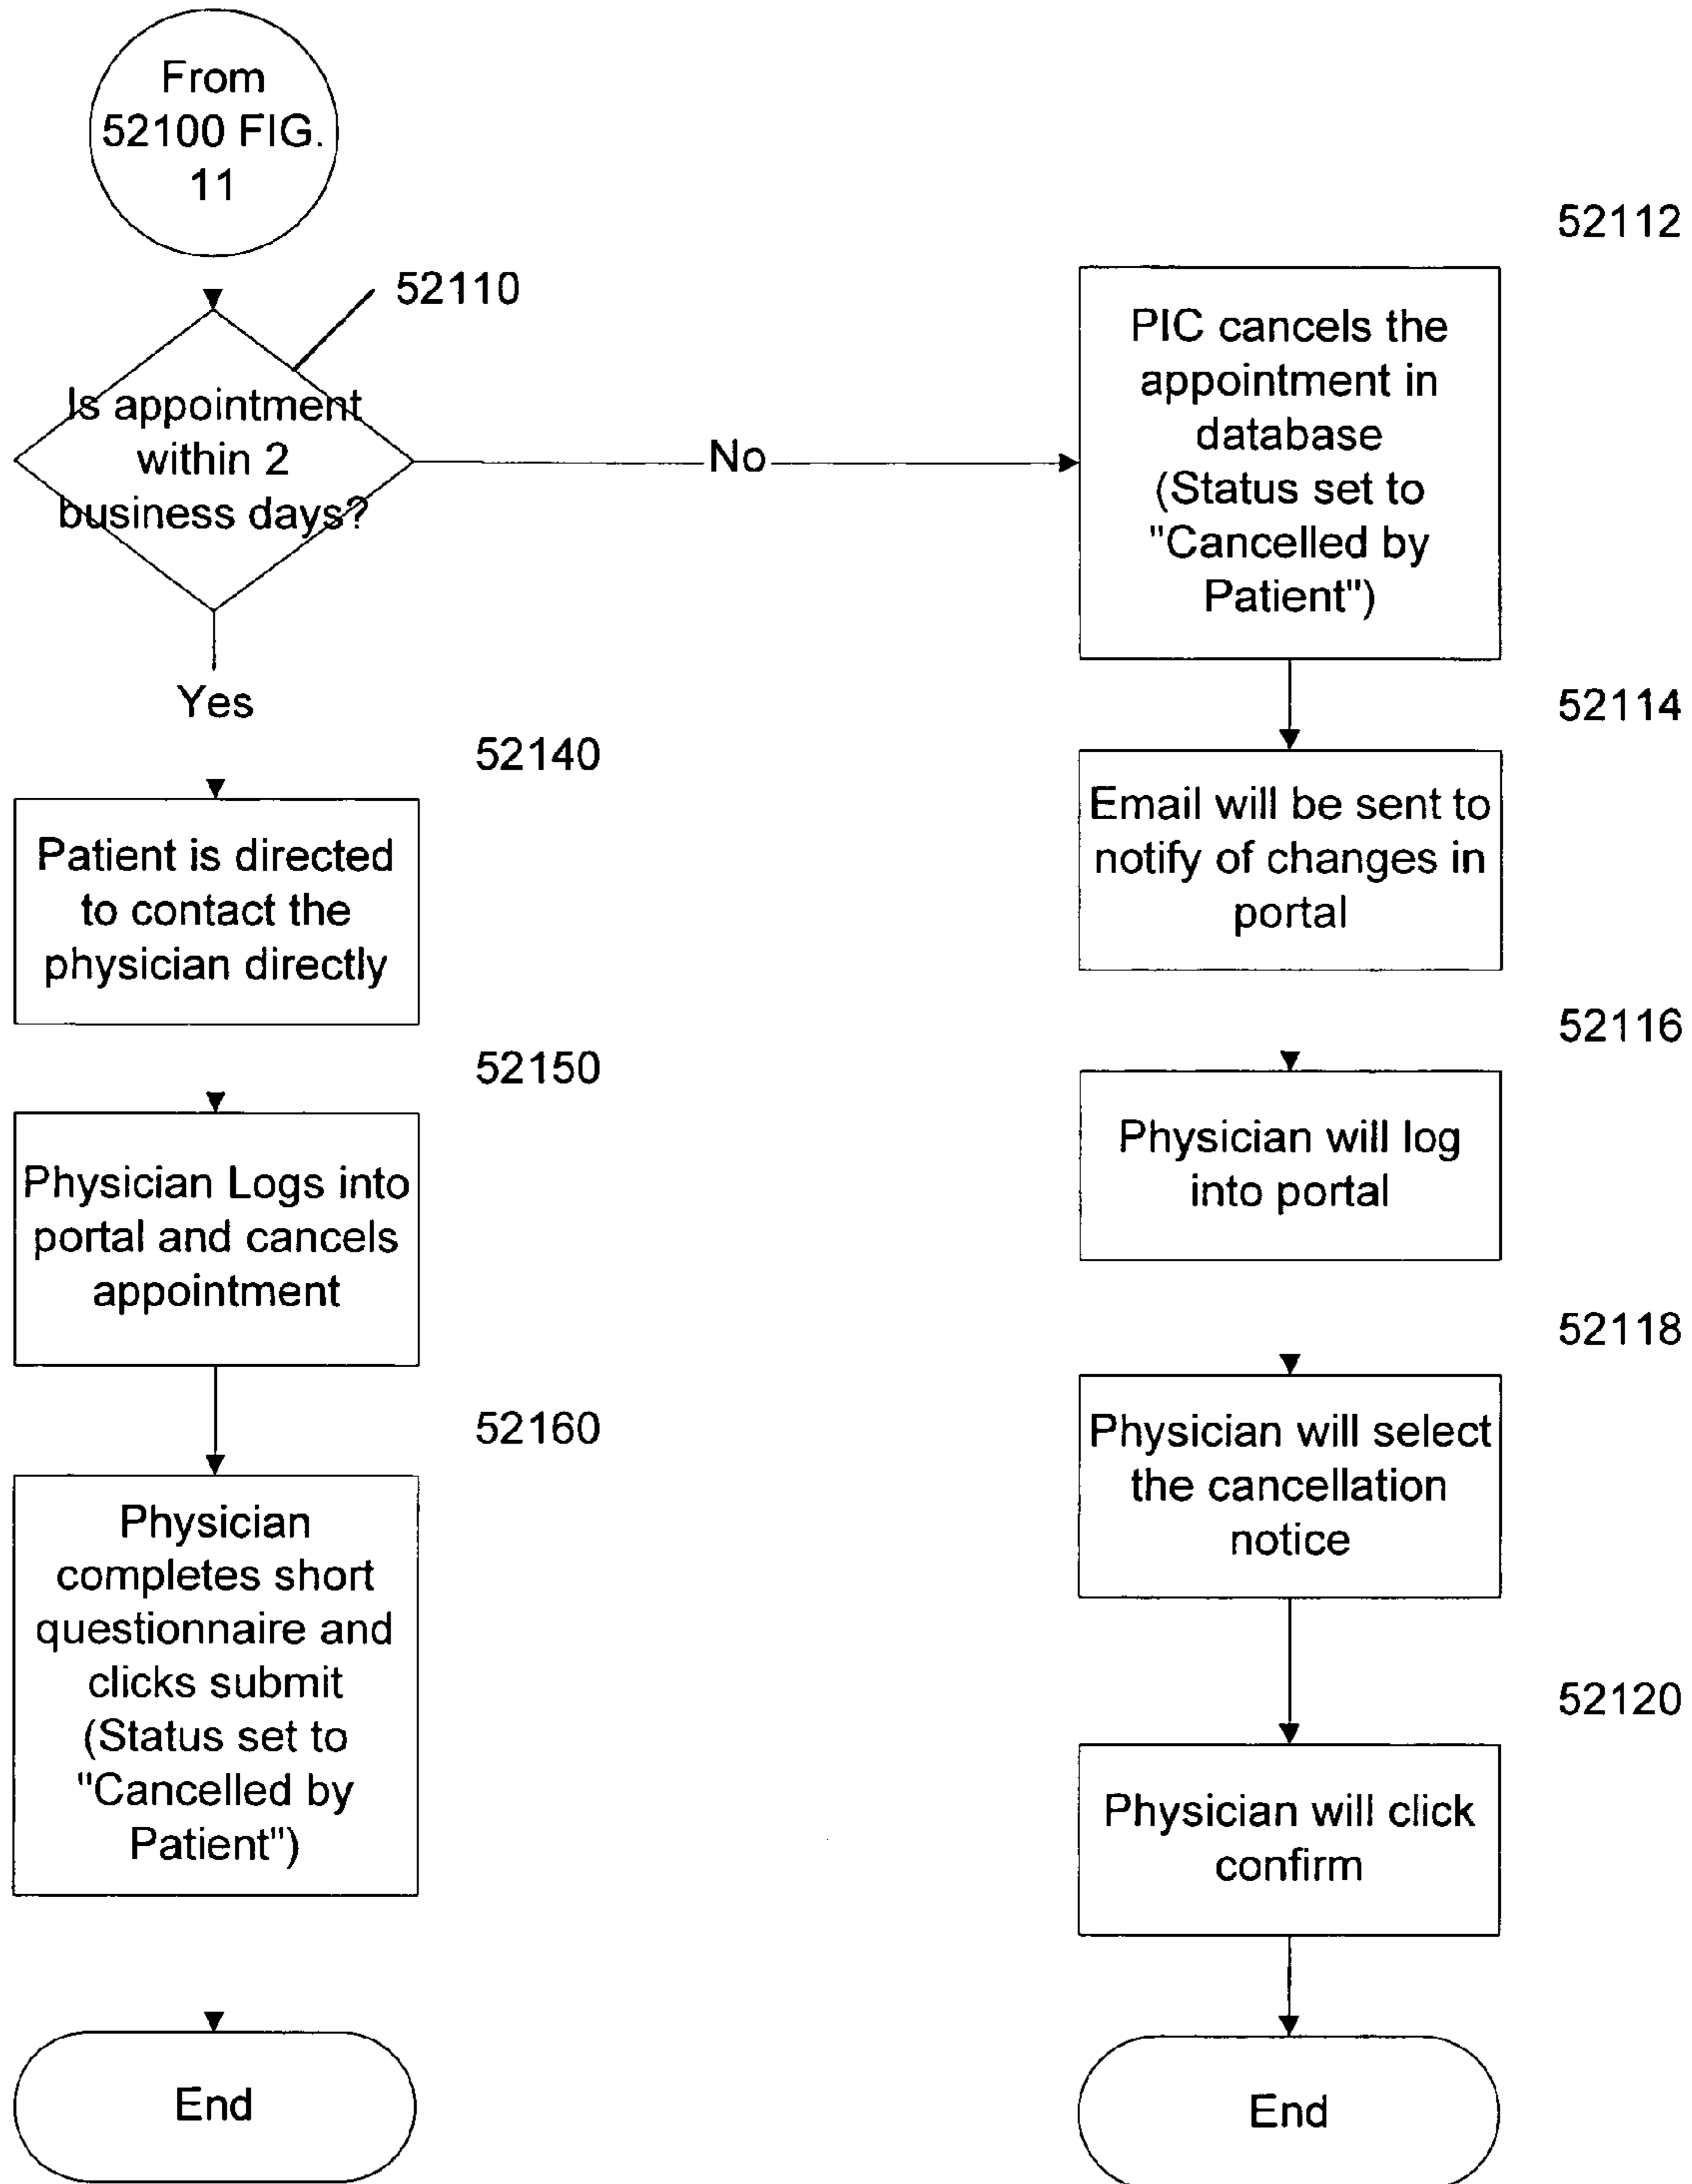 From
52100 FIG.
11
52110
Is appointment
within 2
business days?
No
Yes
52140
Patient is directed
to contact the
physician directly
52150
Physician Logs into
portal and cancels
appointment
52160
Physician
completes short
questionnaire and
clicks submit
(Status set to
"Cancelled by
Patient")
End
52112
PIC cancels the
appointment in
database
(Status set to
"Cancelled by
Patient")
52114
Email will be sent to
notify of changes in
portal
52116
Physician will log
into portal
52118
Physician will select
the cancellation
notice
52120
Physician will click
confirm
End